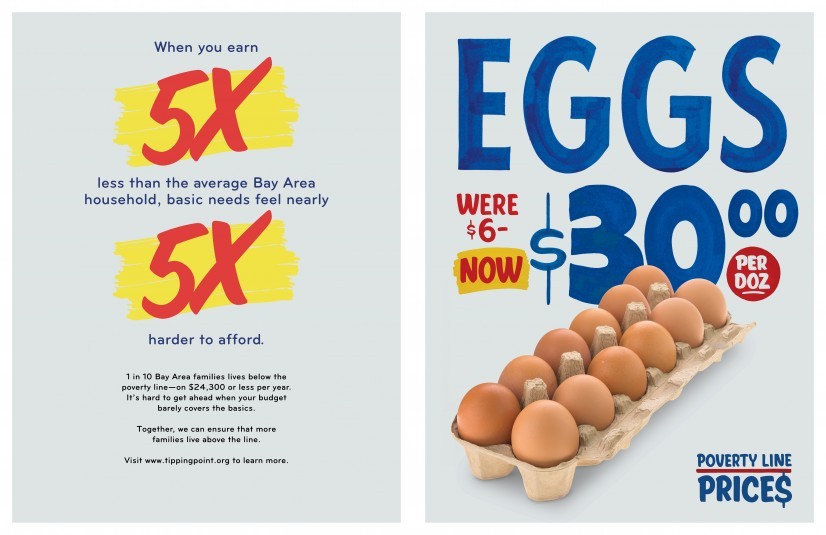 When you earn
5X
less than the average Bay Area
household, basic needs feel nearly
5X
harder to afford.
1 in 10 Bay Area families lives below the
poverty line—on $24,300 or less per year.
It's hard to get ahead when your budget
barely covers the basics.
Together, we can ensure that more
families live above the line.
Visit www.tippingpoint.org to learn more.
EGGS
WERE
$6-
NOW
$3000
PER
DOZ
POVERTY LINE
PRICE$